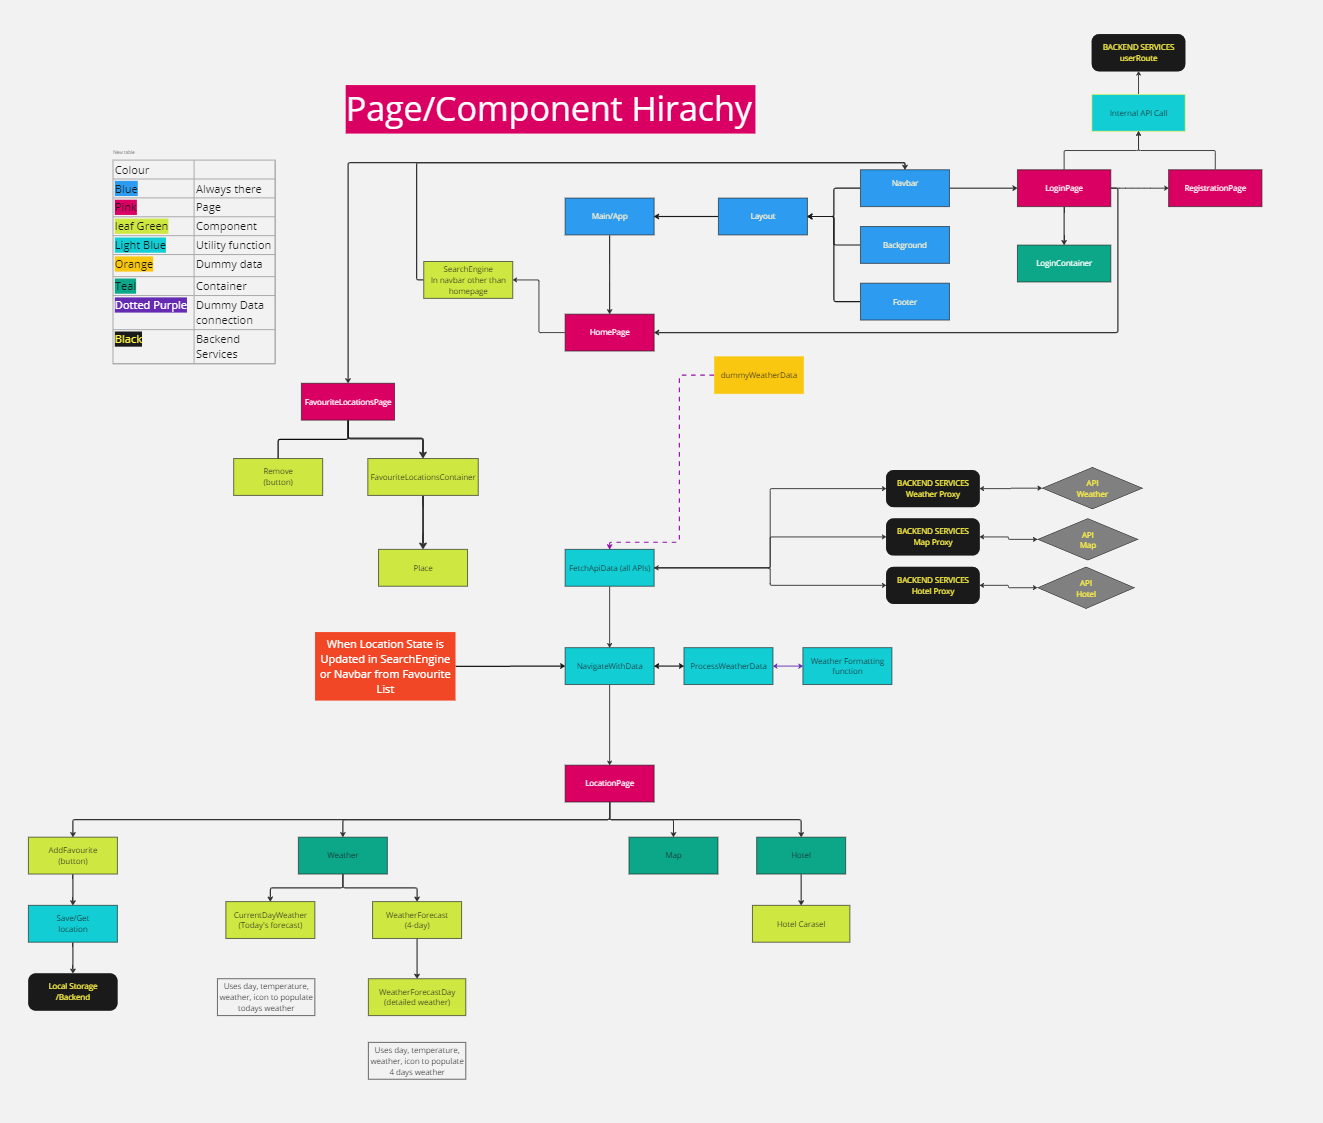 BACKEND SERVICES
userRoute
Internal API Call
Page/Component Hirachy
New table
Colour
Blue Always there
Pink Page
leaf Green Component
Light Blue Utility function
Orange Dummy data
Teal Container
Dotted Purple Dummy Data
connection
Black Backend
Services
Navbar
LoginPage
RegistrationPage
Main/App
Layout
Background
LoginContainer
SearchEngine
In navbar other than
homepage
Footer
HomePage
dummyWeatherData
FavouriteLocationsPage
Remove
(button)
FavouriteLocationsContainer
Place
BACKEND SERVICES
Weather Proxy
API
Weather
BACKEND SERVICES
Map Proxy
API
Map
FetchApiData (all APIs)
BACKEND SERVICES
Hotel Proxy
API
Hotel
When Location State is
Updated in SearchEngine
or Navbar from Favourite
List
NavigateWithData
ProcessWeatherData
Weather Formatting
function
LocationPage
AddFavourite
(button)
Weather
Map
Hotel
Save/Get
location
CurrentDayWeather
(Today's forecast)
WeatherForecast
(4-day)
Hotel Carasel
Local Storage
/Backend
Uses day, temperature,
weather, icon to populate
todays weather
WeatherForecastDay
(detailed weather)
Uses day, temperature,
weather, icon to populate
4 days weather